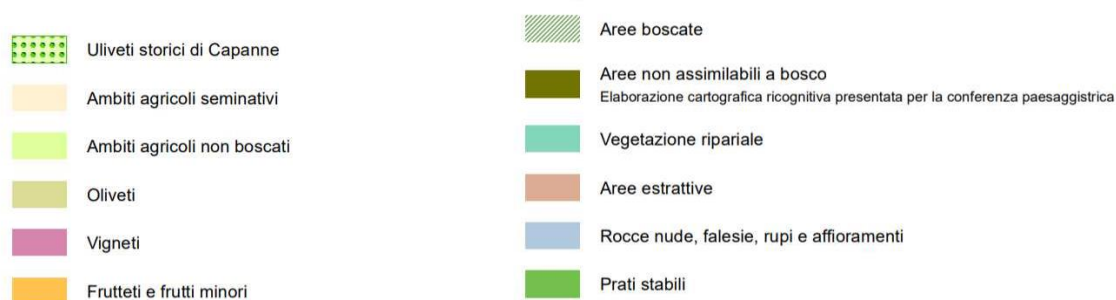 Uliveti storici di Capanne
Ambiti agricoli seminativi
Ambiti agricoli non boscati
Oliveti
Vigneti
Frutteti e frutti minori
Aree boscate
Aree non assimilabili a bosco
Elaborazione cartografica ricognitiva presentata per la conferenza paesaggistrica
Vegetazione ripariale
Aree estrattive
Rocce nude, falesie, rupi e affioramenti
Prati stabili